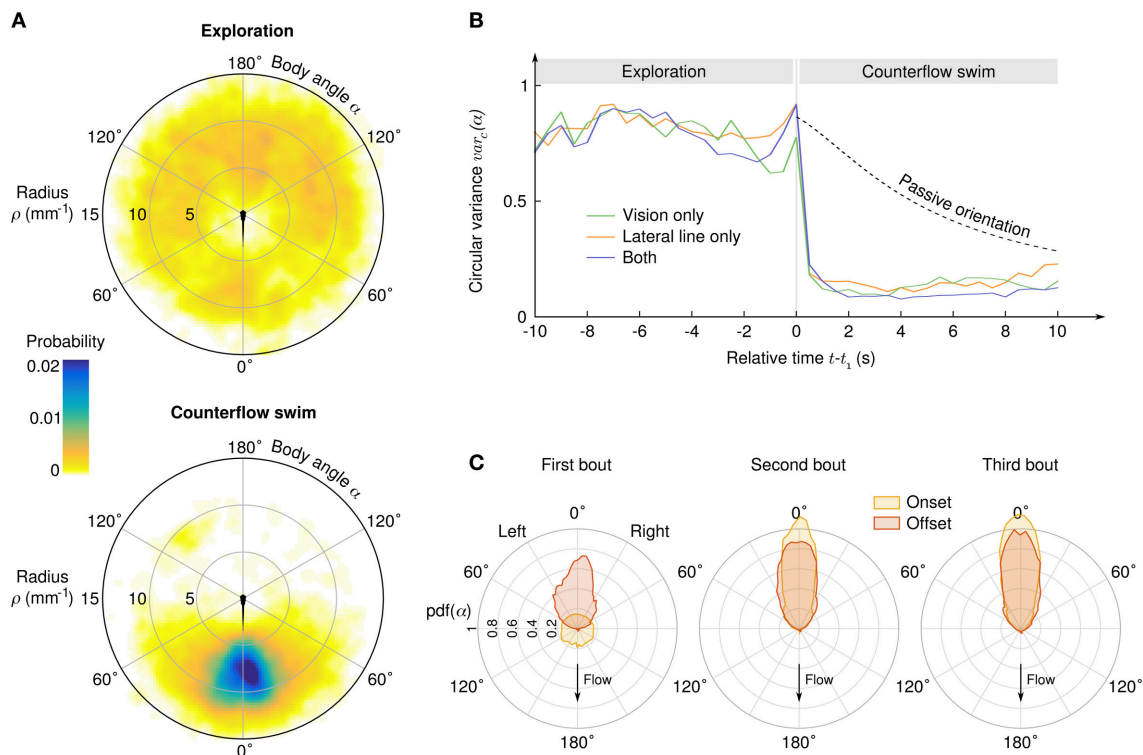 A
Exploration
180°
Body angle α
120°
120°
Radius
ρ (mm⁻¹)
15
10
5
60°
60°
0°
Probability
0.02
0.01
0
Counterflow swim
180°
Body angle α
120°
120°
Radius
ρ (mm⁻¹)
15
10
5
60°
60°
0°
B
Circular variance var_c(α)
1
0.5
0
Exploration
Counterflow swim
Passive orientation
Vision only
Lateral line only
Both
-10 -8 -6 -4 -2 0 2 4 6 8 10
Relative time t-t₁ (s)
C
First bout
Second bout
Third bout
Onset
Offset
0°
Left
Right
60°
pdf(α)
1 0.8 0.6 0.4 0.2
Flow
120°
180°
0°
60°
60°
Flow
120°
120°
180°
0°
60°
Flow
120°
180°